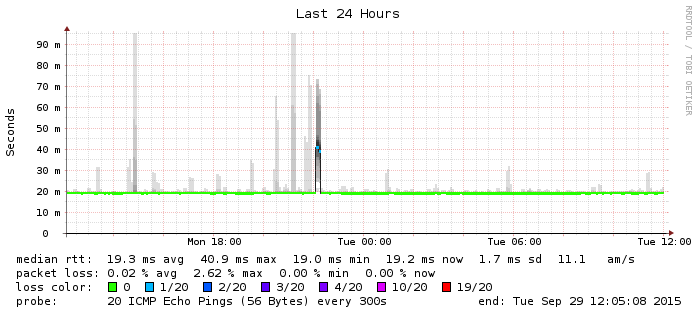 Last 24 Hours
RRDTOOL / TOBI OETIKER
Seconds
90 m
80 m
70 m
60 m
50 m
40 m
30 m
20 m
10 m
0
Mon 18:00 Tue 00:00 Tue 06:00 Tue 12:00
median rtt: 19.3 ms avg 40.9 ms max 19.0 ms min 19.2 ms now 1.7 ms sd 11.1 am/s
packet loss: 0.02 % avg 2.62 % max 0.00 % min 0.00 % now
loss color: 0 1/20 2/20 3/20 4/20 10/20 19/20
probe: 20 ICMP Echo Pings (56 Bytes) every 300s end: Tue Sep 29 12:05:08 2015